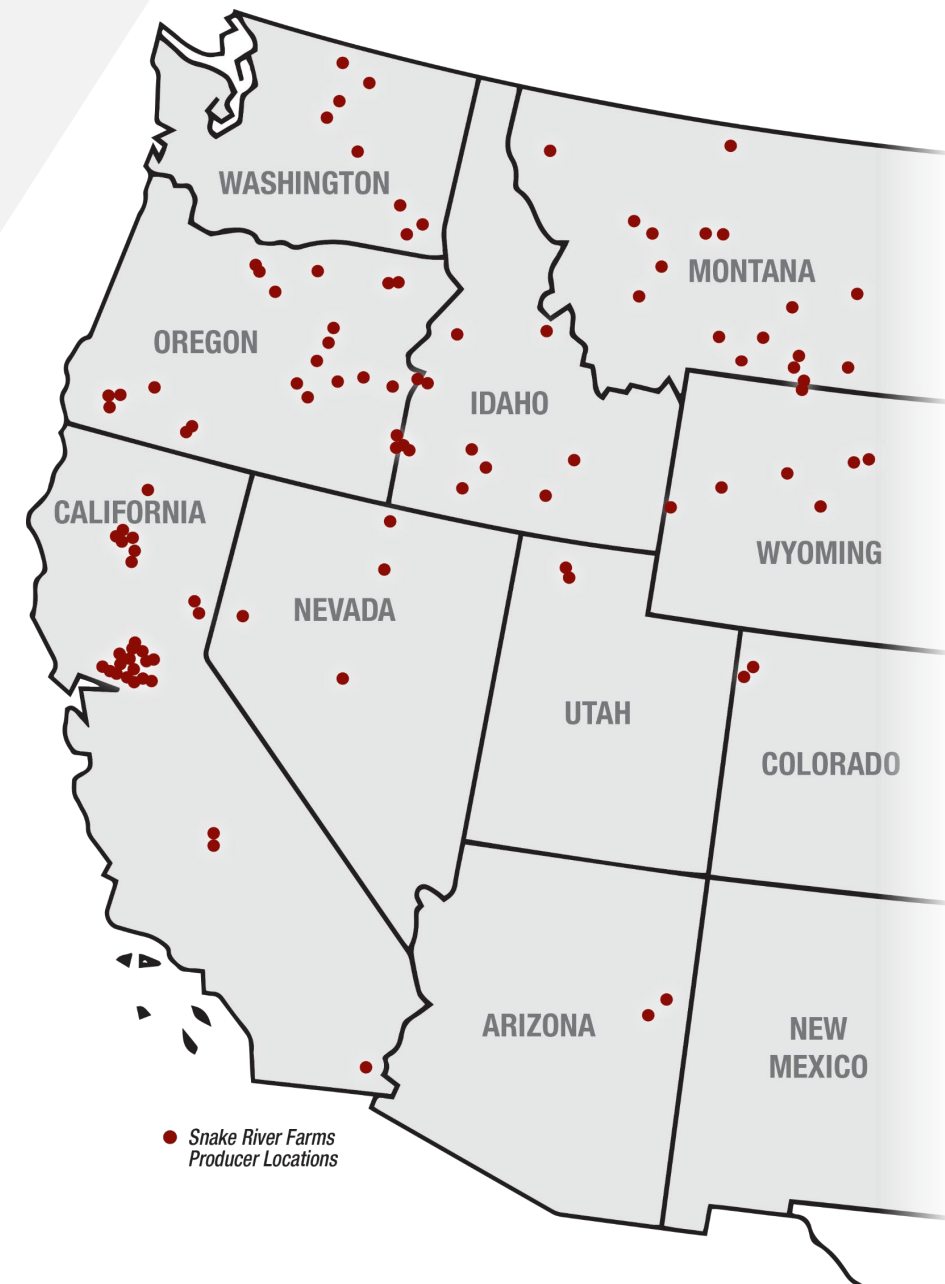 WASHINGTON
MONTANA
OREGON
IDAHO
CALIFORNIA
WYOMING
NEVADA
UTAH
COLORADO
ARIZONA
NEW
MEXICO
Snake River Farms
Producer Locations